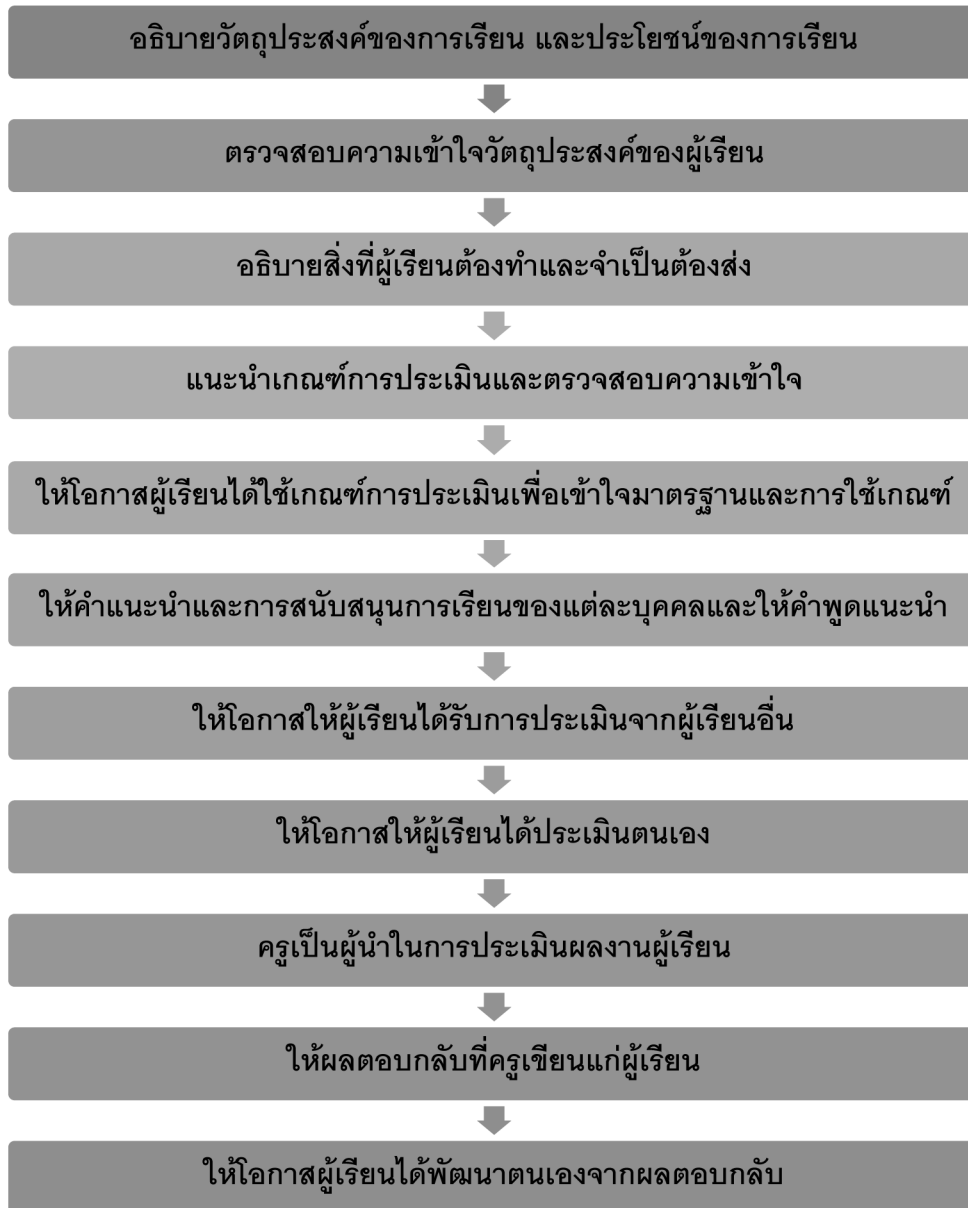 อธิบายวัตถุประสงค์ของการเรียน และประโยชน์ของการเรียน
ตรวจสอบความเข้าใจวัตถุประสงค์ของผู้เรียน
อธิบายสิ่งที่ผู้เรียนต้องทำและจำเป็นต้องส่ง
แนะนำเกณฑ์การประเมินและตรวจสอบความเข้าใจ
ให้โอกาสผู้เรียนได้ใช้เกณฑ์การประเมินเพื่อเข้าใจมาตรฐานและการใช้เกณฑ์
ให้คำแนะนำและการสนับสนุนการเรียนของแต่ละบุคคลและให้คำพูดแนะนำ
ให้โอกาสให้ผู้เรียนได้รับการประเมินจากผู้เรียนอื่น
ให้โอกาสให้ผู้เรียนได้ประเมินตนเอง
ครูเป็นผู้นำในการประเมินผลงานผู้เรียน
ให้ผลตอบกลับที่ครูเขียนแก่ผู้เรียน
ให้โอกาสผู้เรียนได้พัฒนาตนเองจากผลตอบกลับ